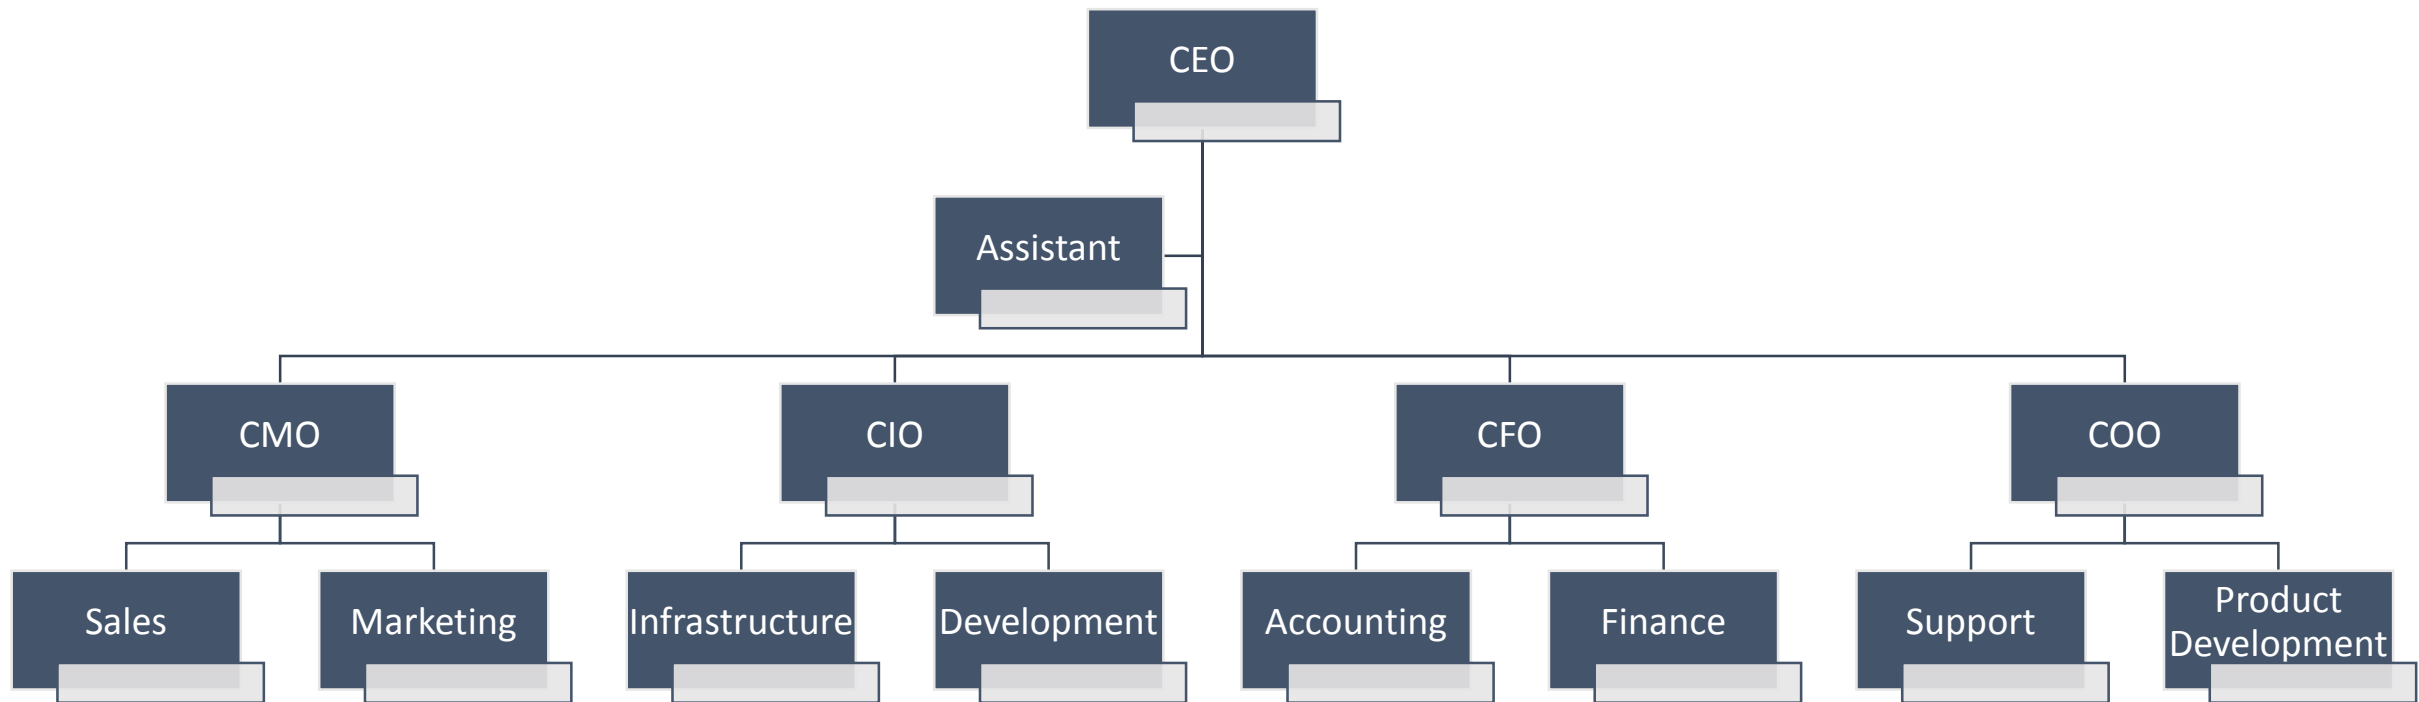 CEO
Assistant
CMO
CIO
CFO
COO
Sales
Marketing
Infrastructure
Development
Accounting
Finance
Support
Product
Development